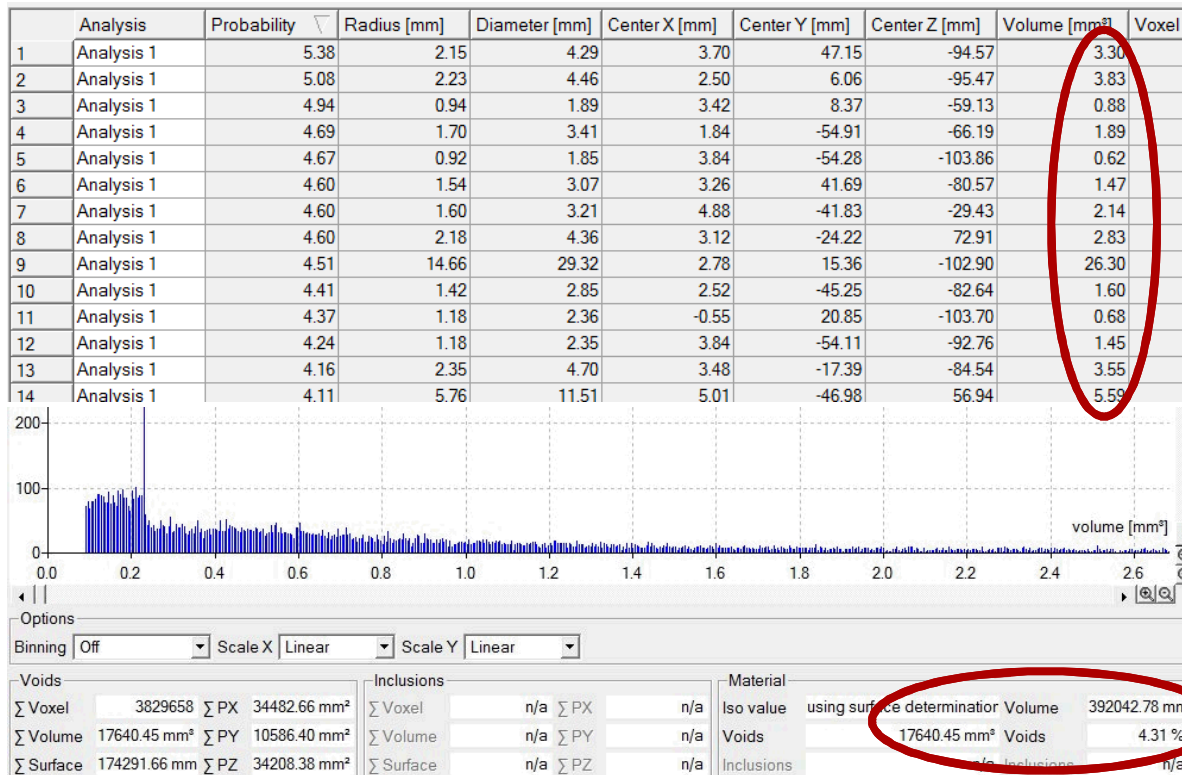 Analysis Probability Radius [mm] Diameter [mm] Center X [mm] Center Y [mm] Center Z [mm] Volume [mm³] Voxel
1 Analysis 1 5.38 2.15 4.29 3.70 47.15 -94.57 3.30
2 Analysis 1 5.08 2.23 4.46 2.50 6.06 -95.47 3.83
3 Analysis 1 4.94 0.94 1.89 3.42 8.37 -59.13 0.88
4 Analysis 1 4.69 1.70 3.41 1.84 -54.91 -66.19 1.89
5 Analysis 1 4.67 0.92 1.85 3.84 -54.28 -103.86 0.62
6 Analysis 1 4.60 1.54 3.07 3.26 41.69 -80.57 1.47
7 Analysis 1 4.60 1.60 3.21 4.88 -41.83 -29.43 2.14
8 Analysis 1 4.60 2.18 4.36 3.12 -24.22 72.91 2.83
9 Analysis 1 4.51 14.66 29.32 2.78 15.36 -102.90 26.30
10 Analysis 1 4.41 1.42 2.85 2.52 -45.25 -82.64 1.60
11 Analysis 1 4.37 1.18 2.36 -0.55 20.85 -103.70 0.68
12 Analysis 1 4.24 1.18 2.35 3.84 -54.11 -92.76 1.45
13 Analysis 1 4.16 2.35 4.70 3.48 -17.39 -84.54 3.55
14 Analysis 1 4.11 5.76 11.51 5.01 -46.98 56.94 5.59
200
100
volume [mm³]
0
0.0 0.2 0.4 0.6 0.8 1.0 1.2 1.4 1.6 1.8 2.0 2.2 2.4 2.6
Options
Binning Off Scale X Linear Scale Y Linear
Voids Inclusions Material
∑ Voxel 3829658 ∑ PX 34482.66 mm² ∑ Voxel n/a ∑ PX n/a Iso value using surface determination Volume 392042.78 mm
∑ Volume 17640.45 mm³ ∑ PY 10586.40 mm² ∑ Volume n/a ∑ PY n/a Voids 17640.45 mm³ Voids 4.31 %
∑ Surface 174291.66 mm ∑ PZ 34208.38 mm² ∑ Surface n/a ∑ PZ n/a Inclusions n/a Inclusions n/a